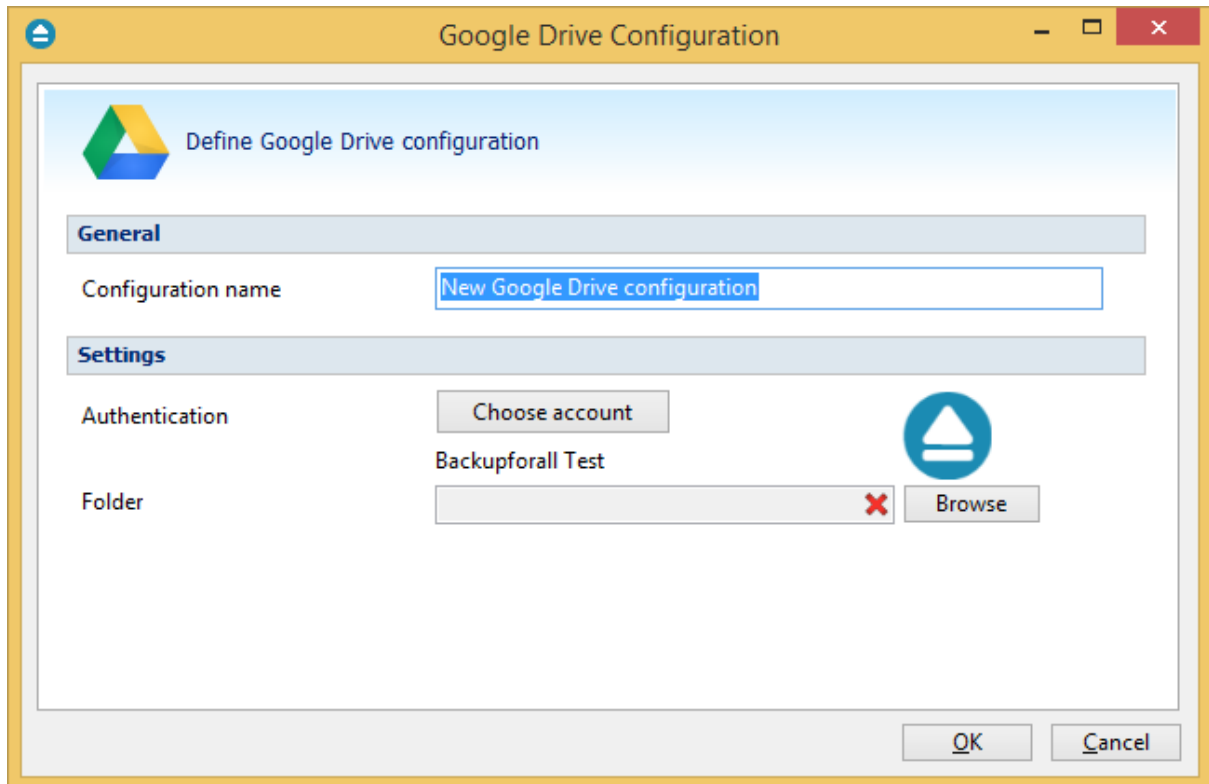 Google Drive Configuration
Define Google Drive configuration
General
Configuration name New Google Drive configuration
Settings
Authentication Choose account
Backupforall Test
Folder Browse
OK Cancel